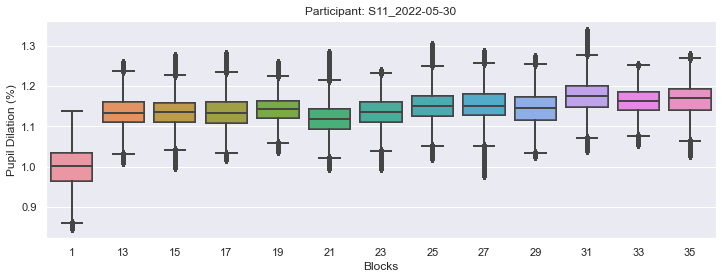 Participant: S11_2022-05-30
Pupil Dilation (%)
1.3
1.2
1.1
1.0
0.9
1 13 15 17 19 21 23 25 27 29 31 33 35
Blocks